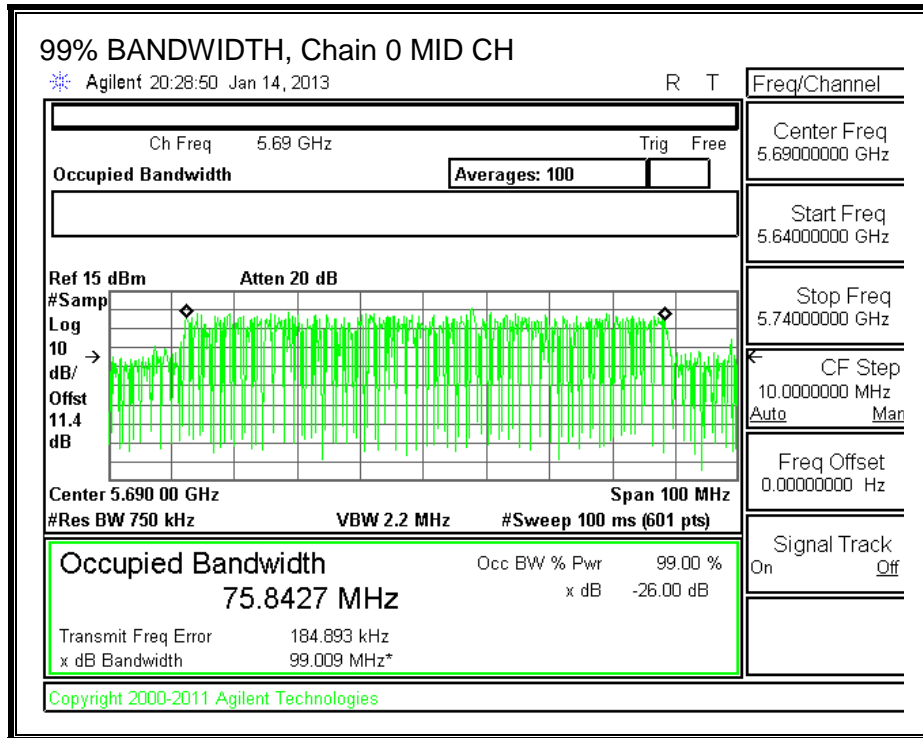 99% BANDWIDTH, Chain 0 MID CH
Agilent 20:28:50 Jan 14, 2013 R T
Freq/Channel
Ch Freq 5.69 GHz Trig Free
Occupied Bandwidth Averages: 100
Center Freq
5.69000000 GHz
Start Freq
5.64000000 GHz
Stop Freq
5.74000000 GHz
CF Step
10.0000000 MHz
Auto Man
Freq Offset
0.00000000 Hz
Signal Track
On Off
Ref 15 dBm Atten 20 dB
#Samp
Log
10
dB/
Offst
11.4
dB
Center 5.690 00 GHz Span 100 MHz
#Res BW 750 kHz VBW 2.2 MHz #Sweep 100 ms (601 pts)
Occupied Bandwidth Occ BW % Pwr 99.00 %
75.8427 MHz x dB -26.00 dB
Transmit Freq Error 184.893 kHz
x dB Bandwidth 99.009 MHz*
Copyright 2000-2011 Agilent Technologies